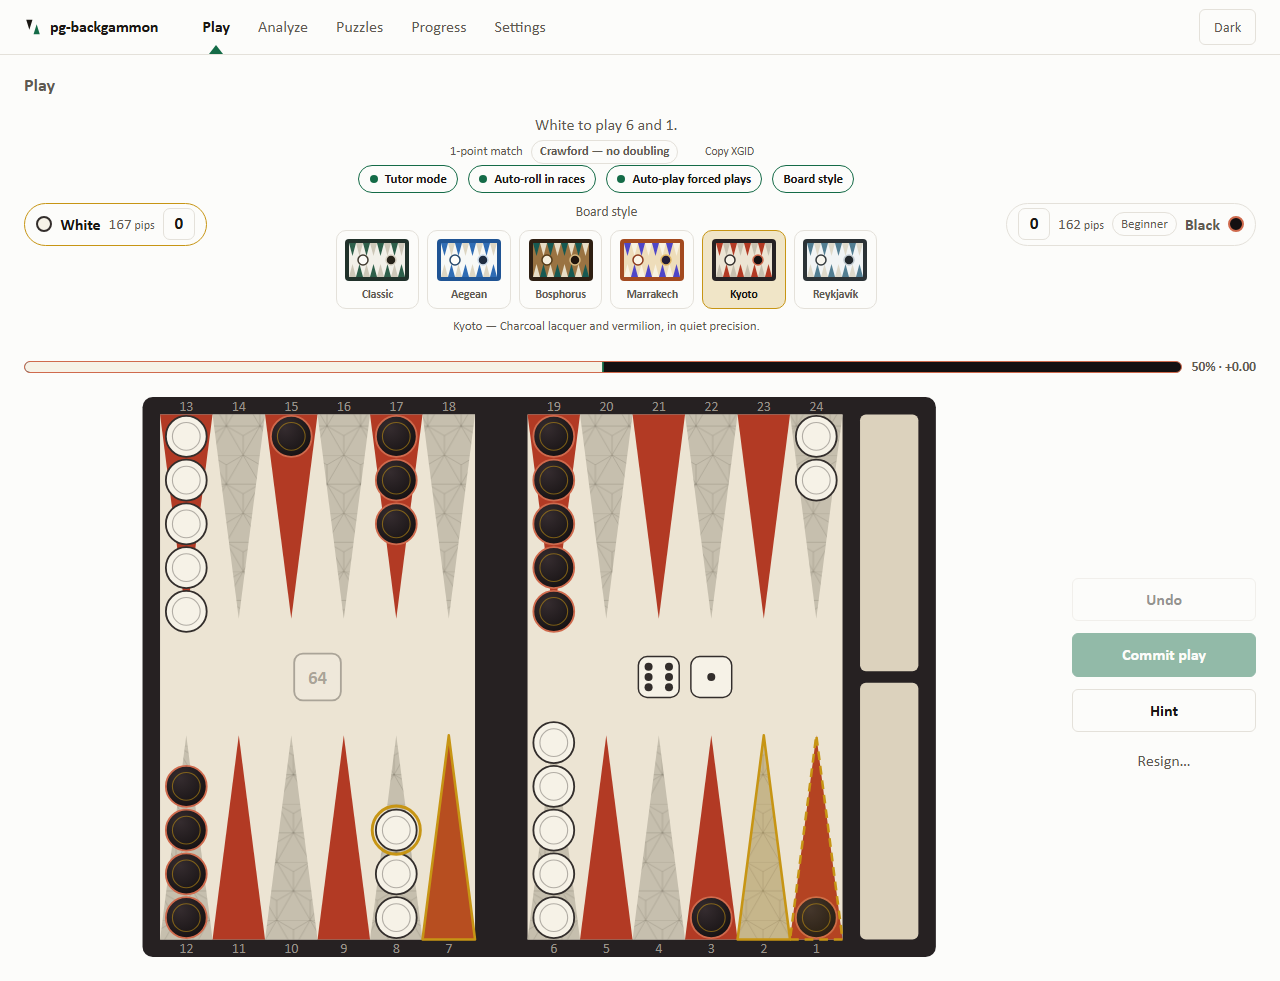 pg-backgammon Play Analyze Puzzles Progress Settings Dark
Play
White to play 6 and 1.
1-point match Crawford — no doubling Copy XGID
Tutor mode Auto-roll in races Auto-play forced plays Board style
White 167 pips 0
Board style
0 162 pips Beginner Black
Classic Aegean Bosphorus Marrakech Kyoto Reykjavík
Kyoto — Charcoal lacquer and vermilion, in quiet precision.
50% · +0.00
13 14 15 16 17 18 19 20 21 22 23 24
64
Undo
Commit play
Hint
Resign...
12 11 10 9 8 7 6 5 4 3 2 1